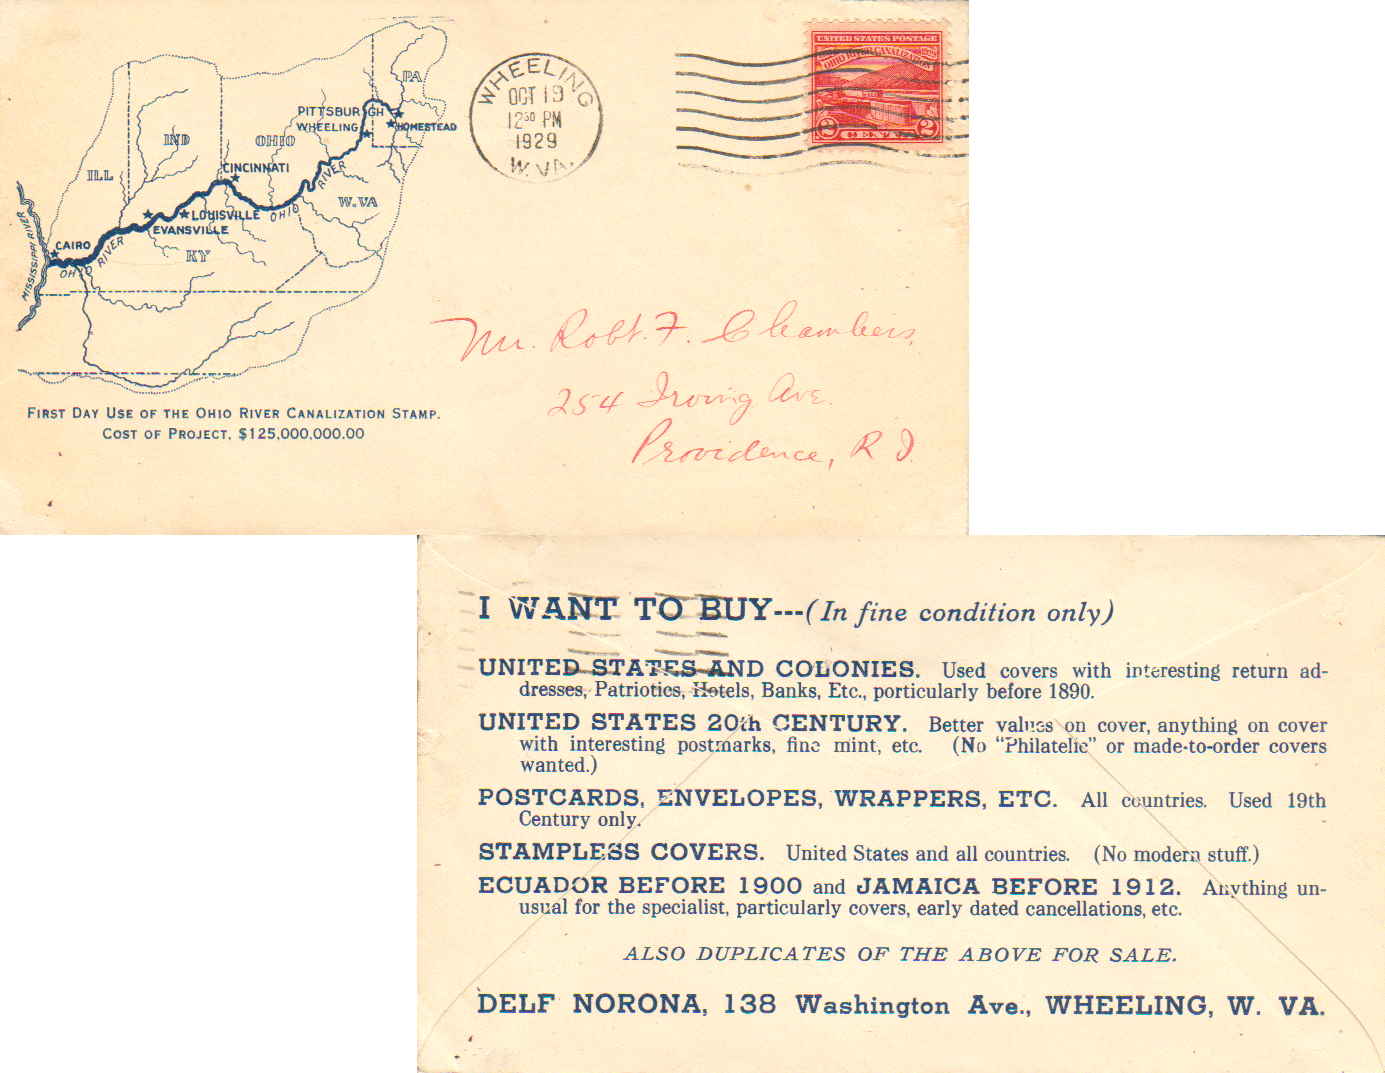 PA
PITTSBURGH
WHEELING
HOMESTEAD
IND
OHIO
CINCINNATI
ILL
OHIO RIVER
W.VA
LOUISVILLE
EVANSVILLE
KY
CAIRO
OHIO RIVER
MISSISSIPPI RIVER
FIRST DAY USE OF THE OHIO RIVER CANALIZATION STAMP.
COST OF PROJECT, $125,000,000.00
WHEELING
OCT 19
12 30 PM
1929
W. VA.
UNITED STATES POSTAGE
OHIO RIVER CANALIZATION
2 CENTS 2
Mr. Robt. F. Chambers,
254 Irving Ave.
Providence, R I.
I WANT TO BUY---(In fine condition only)
UNITED STATES AND COLONIES. Used covers with interesting return ad-
dresses, Patriotics, Hotels, Banks, Etc., porticularly before 1890.
UNITED STATES 20th CENTURY. Better values on cover, anything on cover
with interesting postmarks, fine mint, etc. (No "Philatelic" or made-to-order covers
wanted.)
POSTCARDS, ENVELOPES, WRAPPERS, ETC. All countries. Used 19th
Century only.
STAMPLESS COVERS. United States and all countries. (No modern stuff.)
ECUADOR BEFORE 1900 and JAMAICA BEFORE 1912. Anything un-
usual for the specialist, particularly covers, early dated cancellations, etc.
ALSO DUPLICATES OF THE ABOVE FOR SALE.
DELF NORONA, 138 Washington Ave., WHEELING, W. VA.